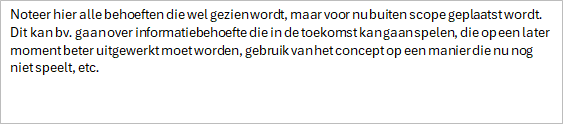 Noteer hier alle behoeften die wel gezien wordt, maar voor nu buiten scope geplaatst wordt.
Dit kan bv. gaan over informatiebehoefte die in de toekomst kan gaan spelen, die op een later
moment beter uitgewerkt moet worden, gebruik van het concept op een manier die nu nog
niet speelt, etc.